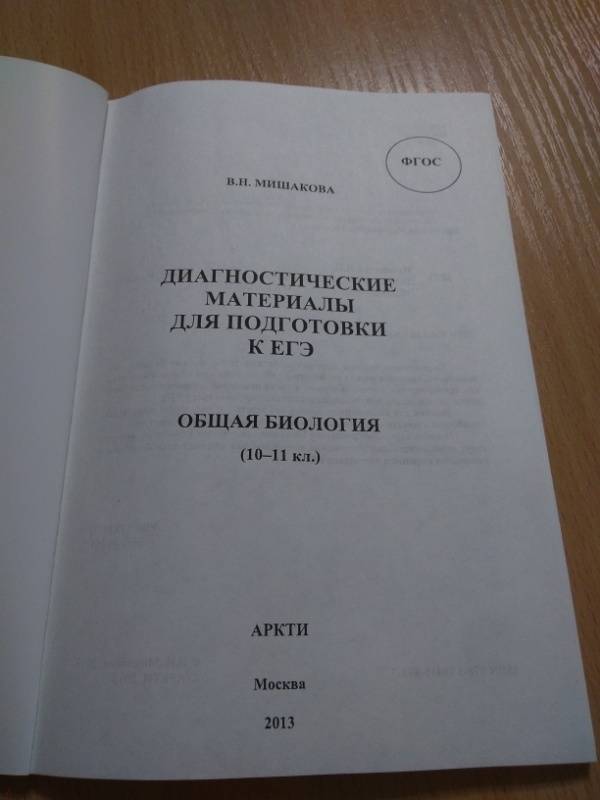 ФГОС
В.Н. МИШАКОВА
ДИАГНОСТИЧЕСКИЕ
МАТЕРИАЛЫ
ДЛЯ ПОДГОТОВКИ
К ЕГЭ
ОБЩАЯ БИОЛОГИЯ
(10–11 кл.)
АРКТИ
Москва
2013